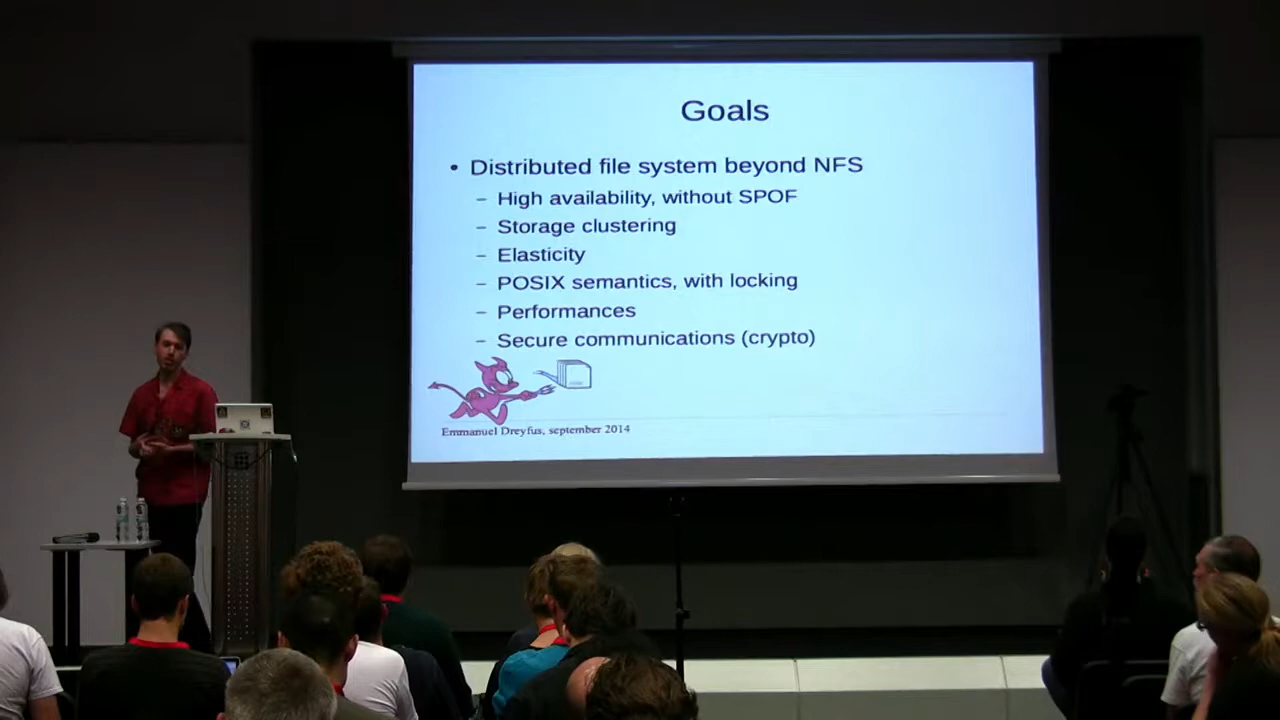 Goals
• Distributed file system beyond NFS
– High availability, without SPOF
– Storage clustering
– Elasticity
– POSIX semantics, with locking
– Performances
– Secure communications (crypto)
Emmanuel Dreyfus, september 2014